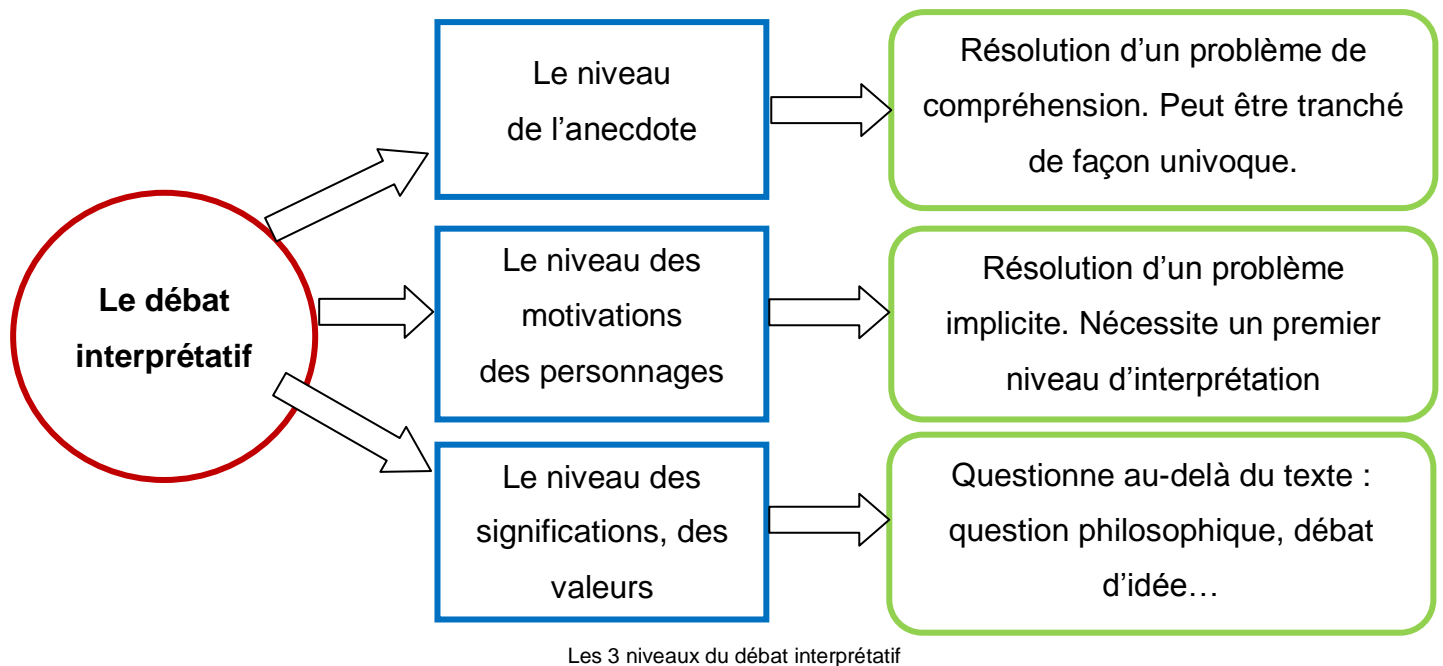 Le débat
interprétatif
Le niveau
de l’anecdote
Résolution d’un problème de
compréhension. Peut être tranché
de façon univoque.
Le niveau des
motivations
des personnages
Résolution d’un problème
implicite. Nécessite un premier
niveau d’interprétation
Le niveau des
significations, des
valeurs
Questionne au-delà du texte :
question philosophique, débat
d’idée…
Les 3 niveaux du débat interprétatif